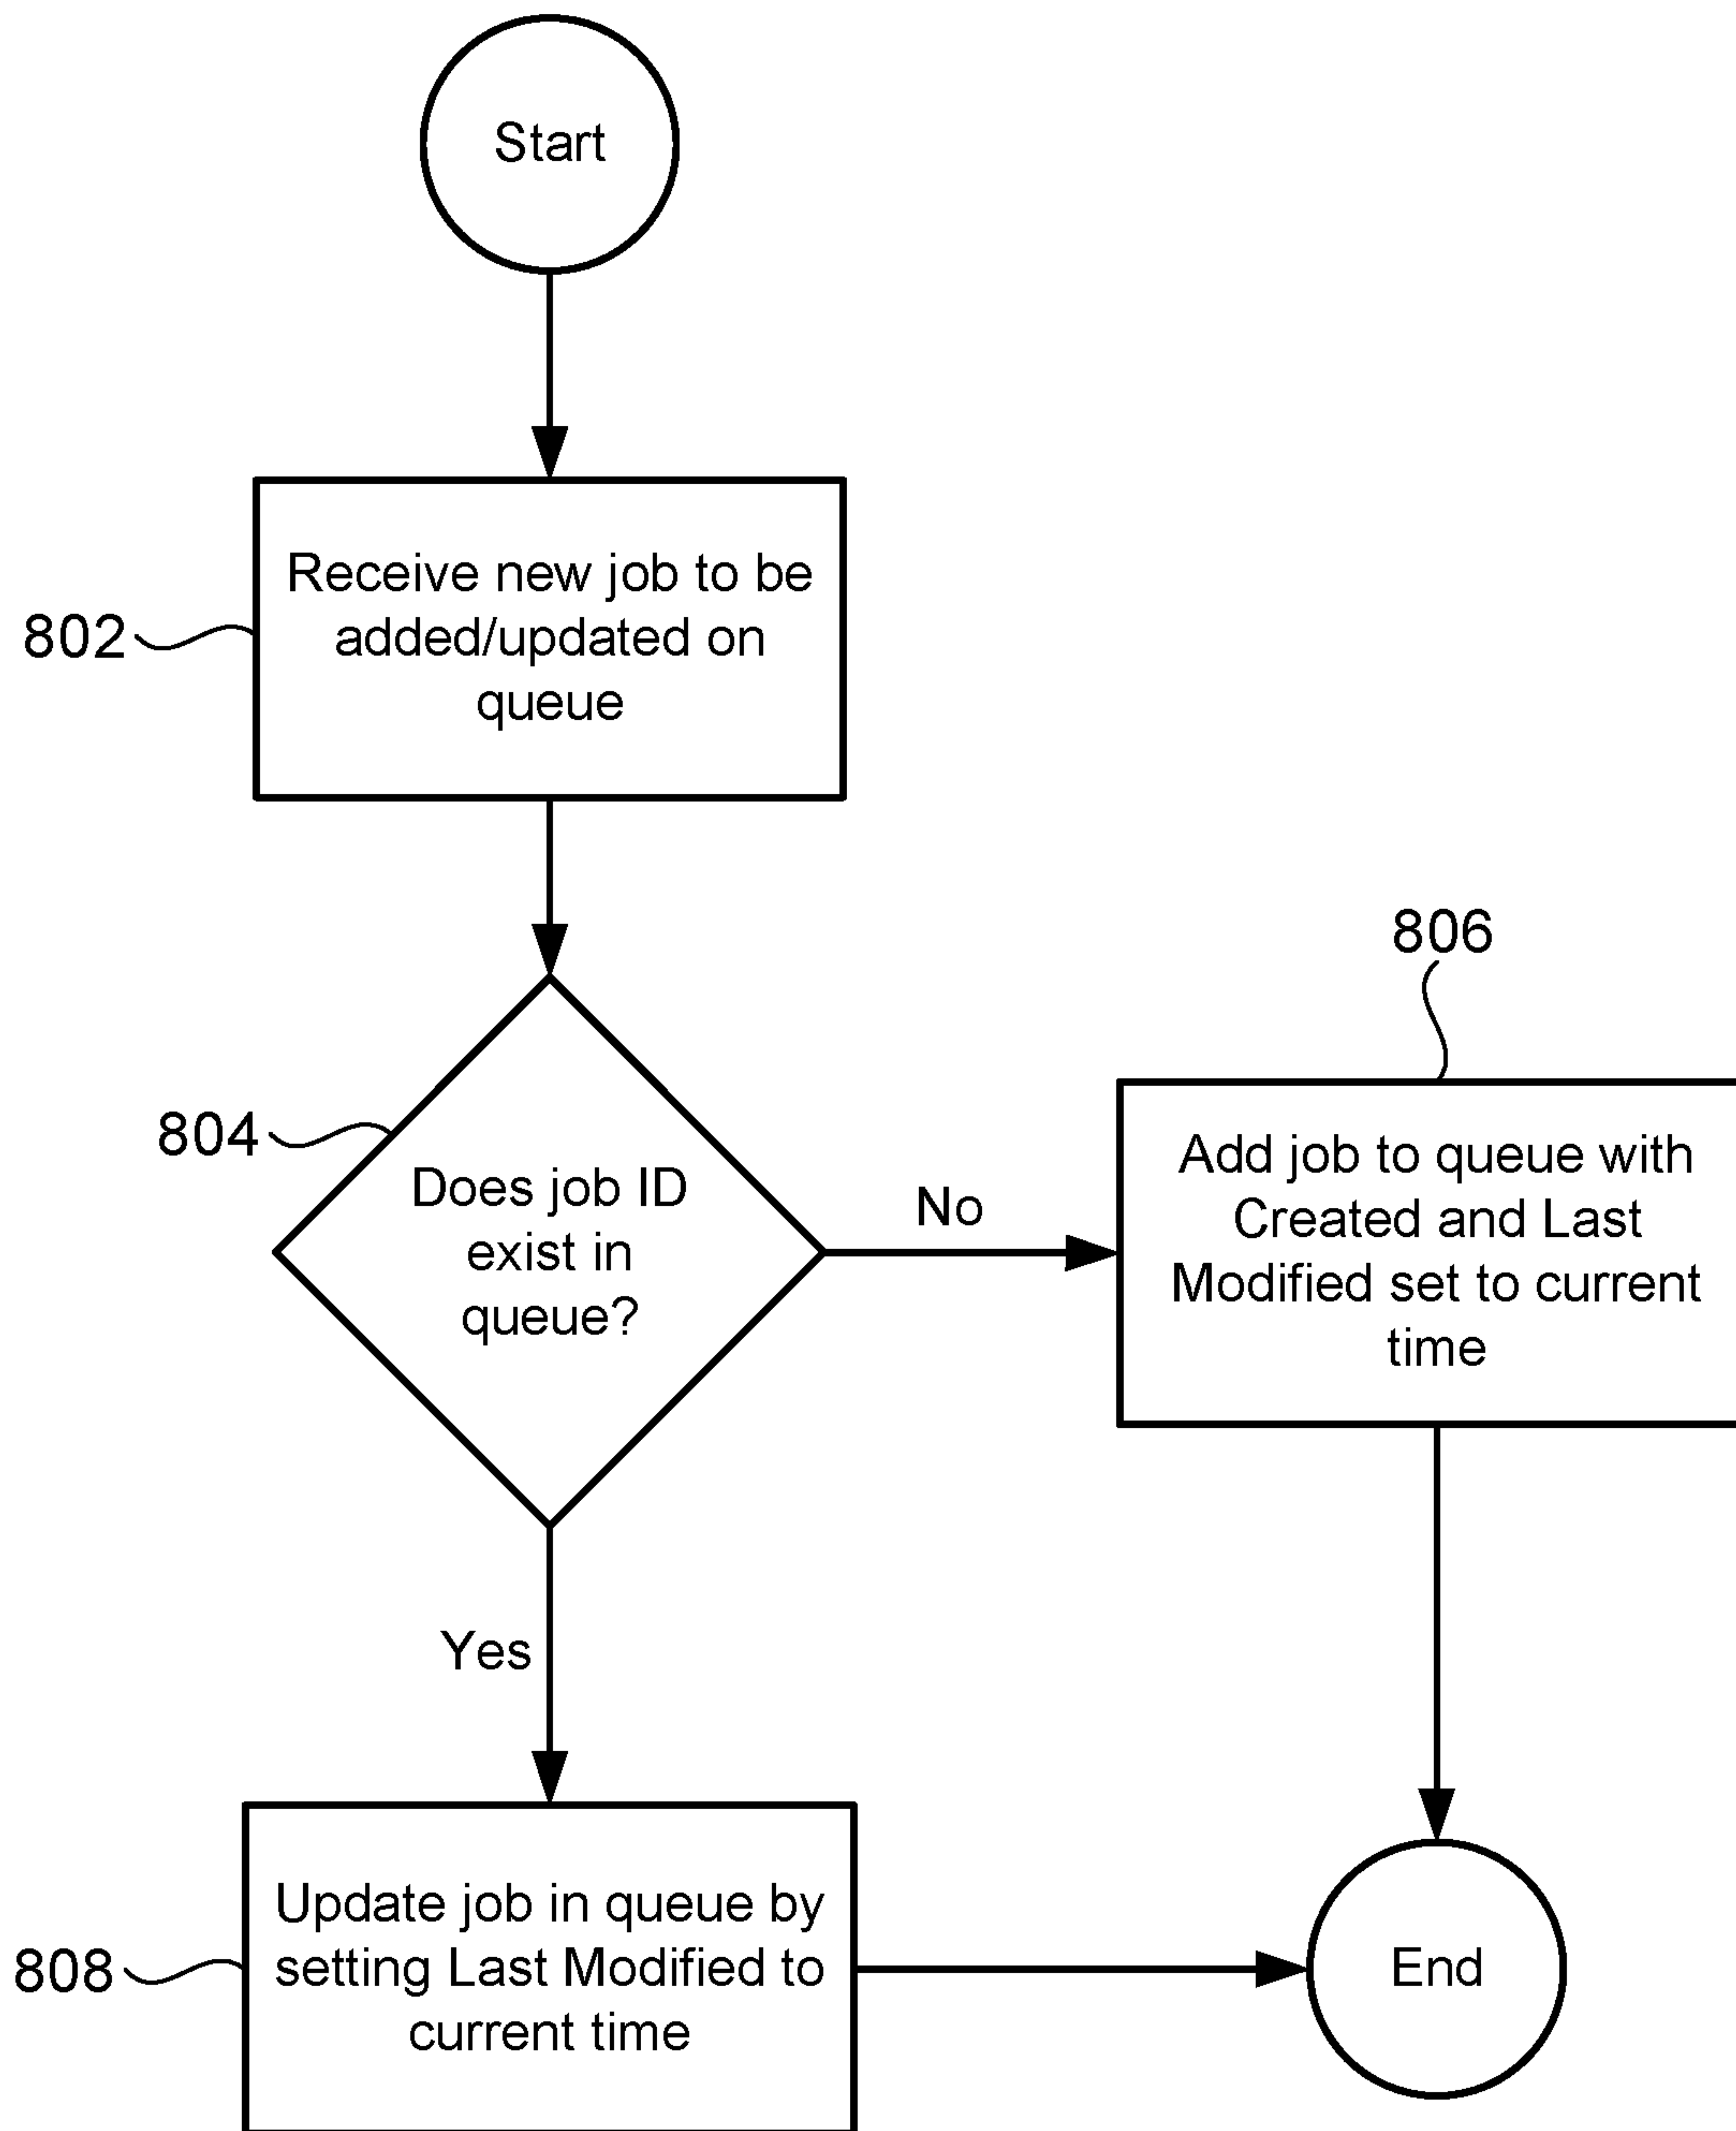 Start
Receive new job to be
added/updated on
queue
802
806
804
Does job ID
exist in
queue?
No
Add job to queue with
Created and Last
Modified set to current
time
Yes
Update job in queue by
setting Last Modified to
current time
808
End